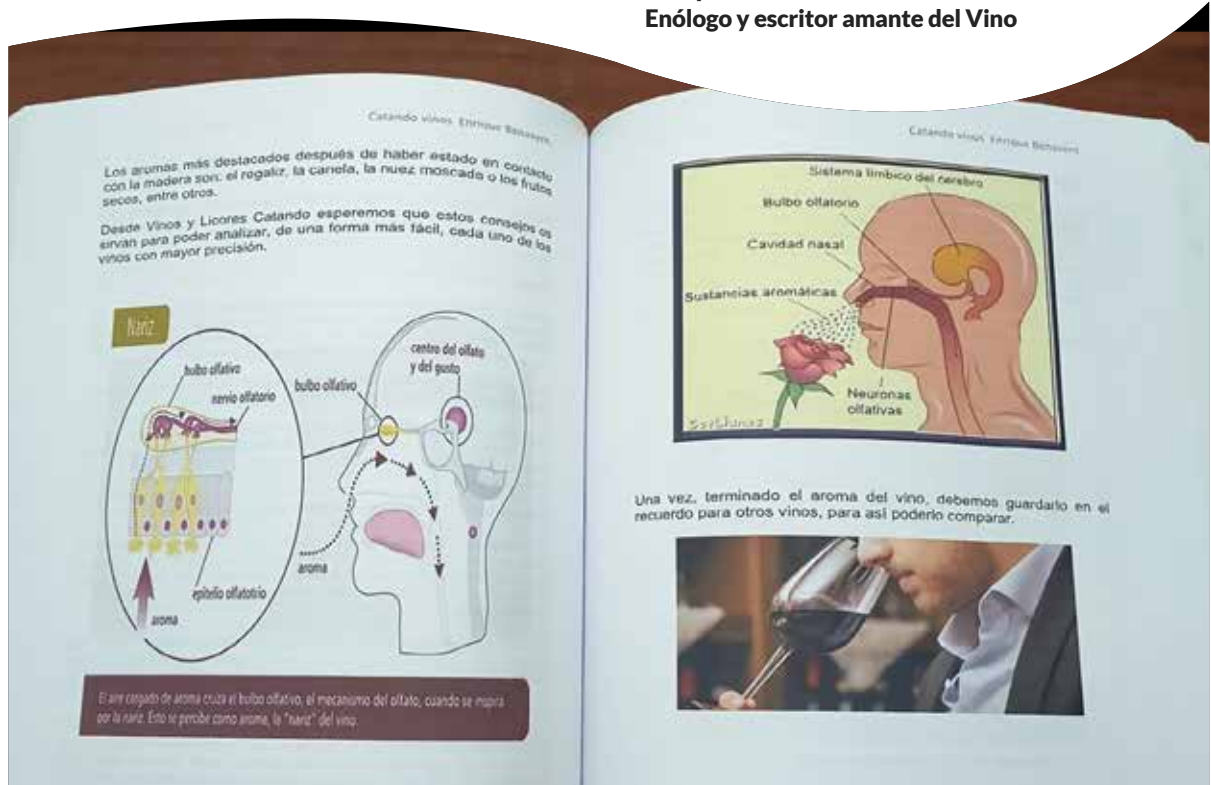 Enólogo y escritor amante del Vino
Catando vinos. Enrique
Los aromas más destacados después de haber estado en contacto
con la madera son: el regaliz, la canela, la nuez moscada o los frutos
secos, entre otros.
Desde Vinos y Licores Catando esperemos que estos consejos os
sirvan para poder analizar, de una forma más fácil, cada uno de los
vinos con mayor precisión.
Nariz
bulbo olfativo
nervio olfatorio
epitelio olfatotrio
aroma
bulbo olfativo
centro del olfato
y del gusto
aroma
El aire cargado de aroma cruza el bulbo olfativo, el mecanismo del olfato, cuando se inspira
por la nariz. Esto se percibe como arome, la "nariz" del vino.
Catando vinos. Enrique
Sistema límbico del cerebro
Bulbo olfatorio
Cavidad nasal
Sustancias aromáticas
Neuronas
olfativas
Una vez, terminado el aroma del vino, debemos guardarlo en el
recuerdo para otros vinos, para así poderlo comparar.